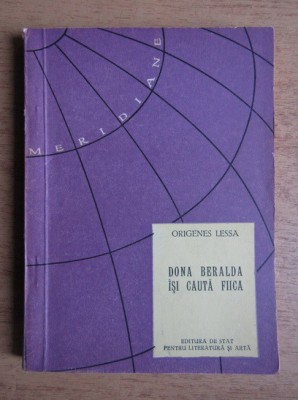 MERIDIANE
ORIGENES LESSA
DONA BERALDA
ÎȘI CAUTĂ FIICA
EDITURA DE STAT
PENTRU LITERATURĂ ȘI ARTĂ